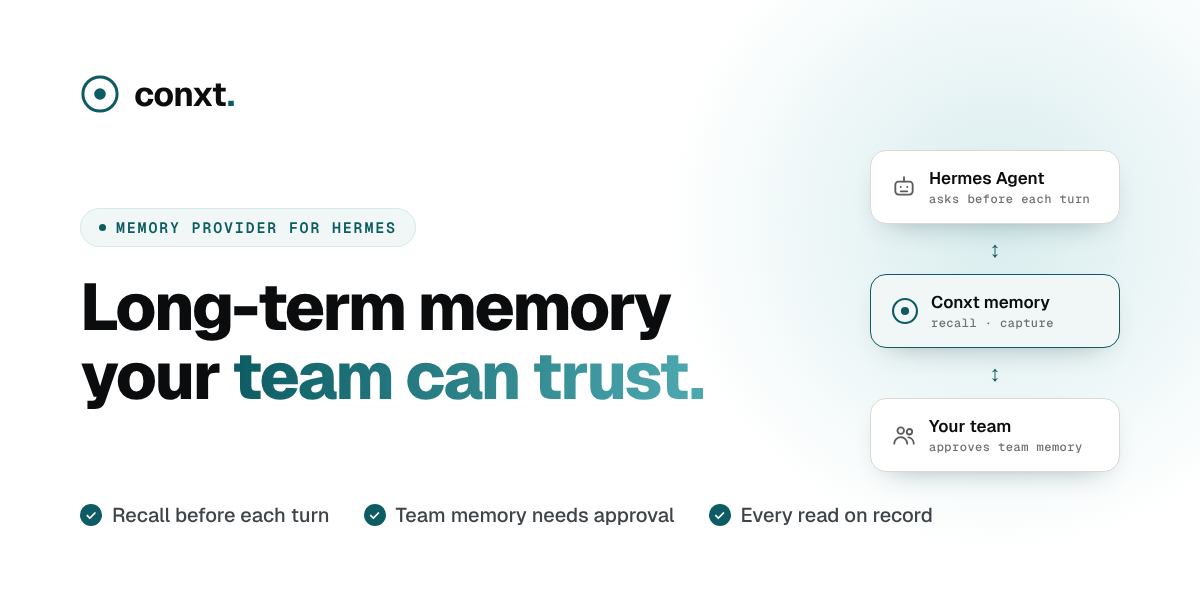 conxt.
MEMORY PROVIDER FOR HERMES
Long-term memory
your team can trust.
Hermes Agent
asks before each turn
↕
Conxt memory
recall · capture
↕
Your team
approves team memory
Recall before each turn
Team memory needs approval
Every read on record